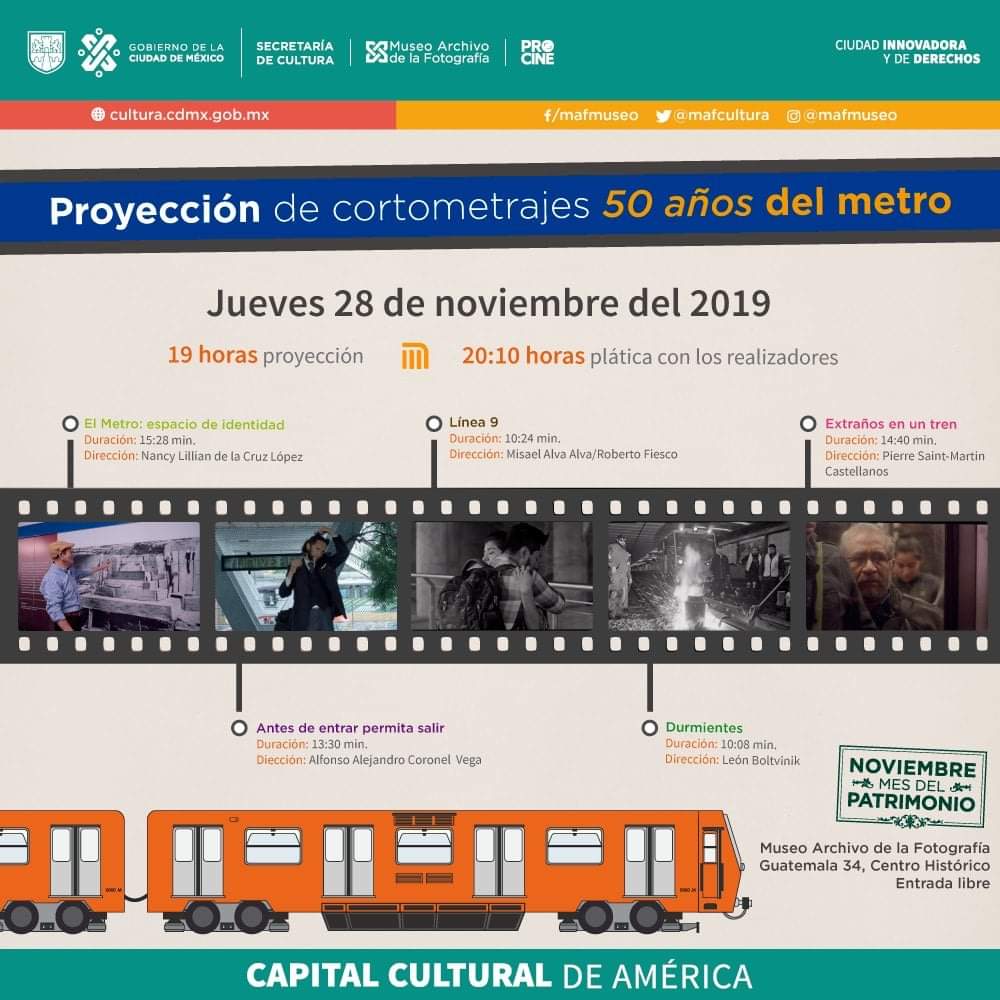 GOBIERNO DE LA
CIUDAD DE MÉXICO
SECRETARÍA
DE CULTURA
Museo Archivo
de la Fotografía
PRO
CINE
CIUDAD INNOVADORA
Y DE DERECHOS
cultura.cdmx.gob.mx
/mafmuseo @mafcultura @mafmuseo
Proyección de cortometrajes 50 años del metro
Jueves 28 de noviembre del 2019
19 horas proyección
20:10 horas plática con los realizadores
El Metro: espacio de identidad
Duración: 15:28 min.
Dirección: Nancy Lillian de la Cruz López
Línea 9
Duración: 10:24 min.
Dirección: Misael Alva Alva/Roberto Fiesco
Extraños en un tren
Duración: 14:40 min.
Dirección: Pierre Saint-Martin
Castellanos
Antes de entrar permita salir
Duración: 13:30 min.
Diección: Alfonso Alejandro Coronel Vega
Durmientes
Duración: 10:08 min.
Dirección: León Boltvinik
NOVIEMBRE
MES DEL
PATRIMONIO
Museo Archivo de la Fotografía
Guatemala 34, Centro Histórico
Entrada libre
CAPITAL CULTURAL DE AMÉRICA